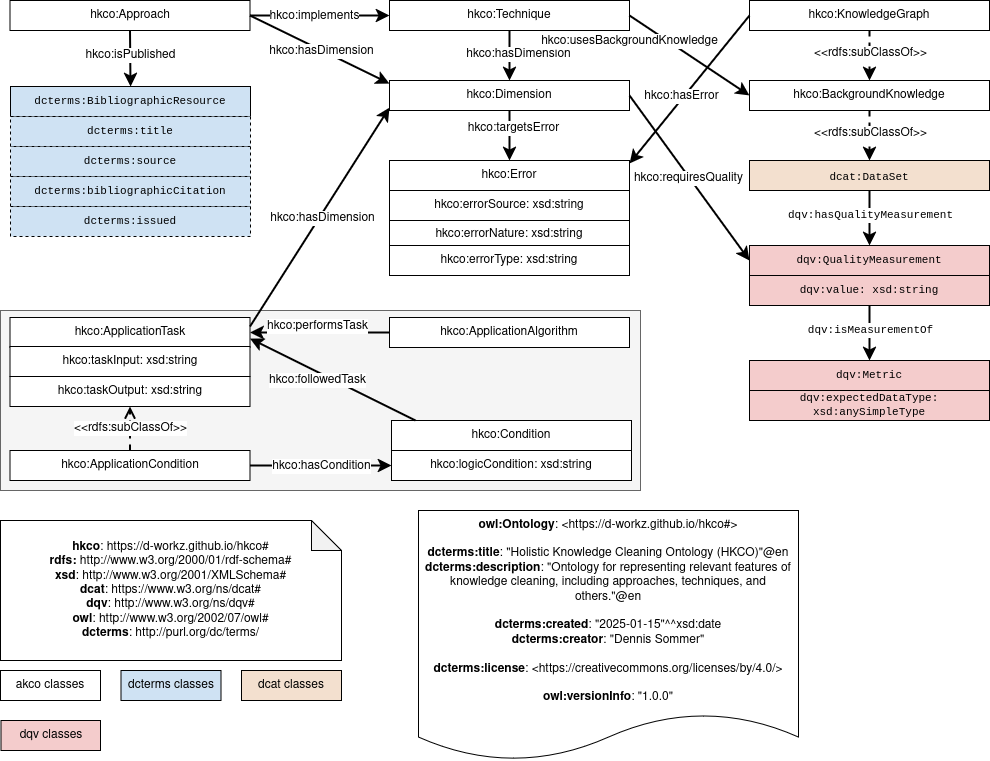 hkco:Approach
hkco:implements
hkco:Technique
hkco:KnowledgeGraph
hkco:isPublished
hkco:hasDimension
hkco:hasDimension
hkco:usesBackgroundKnowledge
<<rdfs:subClassOf>>
dcterms:BibliographicResource
dcterms:title
dcterms:source
dcterms:bibliographicCitation
dcterms:issued
hkco:Dimension
hkco:hasError
hkco:BackgroundKnowledge
hkco:targetsError
<<rdfs:subClassOf>>
hkco:Error
hkco:errorSource: xsd:string
hkco:errorNature: xsd:string
hkco:errorType: xsd:string
hkco:requiresQuality
dcat:DataSet
hkco:hasDimension
dqv:hasQualityMeasurement
dqv:QualityMeasurement
dqv:value: xsd:string
dqv:isMeasurementOf
dqv:Metric
dqv:expectedDataType:
xsd:anySimpleType
hkco:ApplicationTask
hkco:taskInput: xsd:string
hkco:taskOutput: xsd:string
hkco:performsTask
hkco:ApplicationAlgorithm
hkco:followedTask
<<rdfs:subClassOf>>
hkco:ApplicationCondition
hkco:hasCondition
hkco:Condition
hkco:logicCondition: xsd:string
hkco: https://d-workz.github.io/hkco#
rdfs: http://www.w3.org/2000/01/rdf-schema#
xsd: http://www.w3.org/2001/XMLSchema#
dcat: https://www.w3.org/ns/dcat#
dqv: http://www.w3.org/ns/dqv#
owl: http://www.w3.org/2002/07/owl#
dcterms: http://purl.org/dc/terms/
akco classes
dcterms classes
dcat classes
dqv classes
owl:Ontology: <https://d-workz.github.io/hkco#>
dcterms:title: "Holistic Knowledge Cleaning Ontology (HKCO)"@en
dcterms:description: "Ontology for representing relevant features of
knowledge cleaning, including approaches, techniques, and
others."@en
dcterms:created: "2025-01-15"^^xsd:date
dcterms:creator: "Dennis Sommer"
dcterms:license: <https://creativecommons.org/licenses/by/4.0/>
owl:versionInfo: "1.0.0"